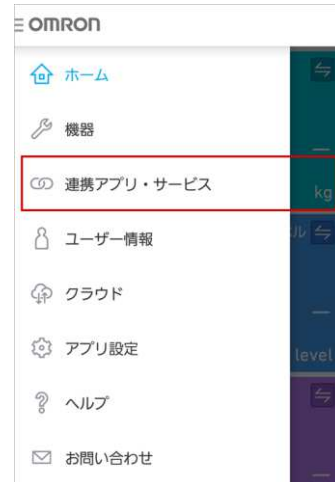 OMRON
ホーム
機器
連携アプリ・サービス
kg
ユーザー情報
ル
クラウド
アプリ設定
level
ヘルプ
お問い合わせ